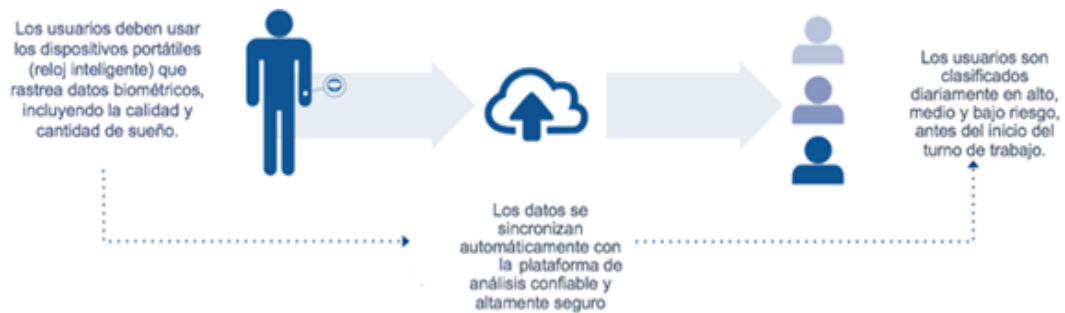 Los usuarios deben usar
los dispositivos portátiles
(reloj inteligente) que
rastrea datos biométricos,
incluyendo la calidad y
cantidad de sueño.
Los datos se
sincronizan
automáticamente con
la plataforma de
análisis confiable y
altamente seguro
Los usuarios son
clasificados
diariamente en alto,
medio y bajo riesgo,
antes del inicio del
turno de trabajo.